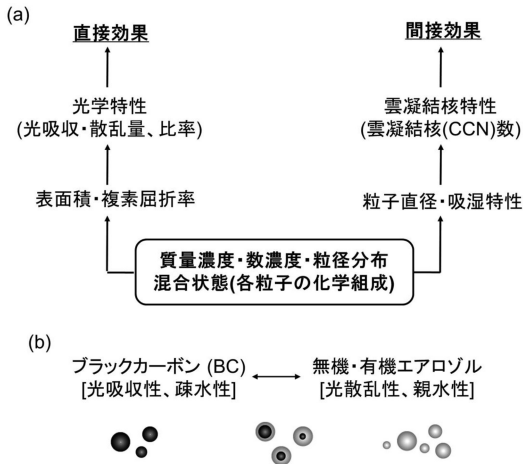 (a)
直接効果
間接効果
光学特性
(光吸収・散乱量、比率)
雲凝結核特性
(雲凝結核(CCN)数)
表面積・複素屈折率
粒子直径・吸湿特性
質量濃度・数濃度・粒径分布
混合状態(各粒子の化学組成)
(b)
ブラックカーボン (BC)
[光吸収性、疎水性]
無機・有機エアロゾル
[光散乱性、親水性]